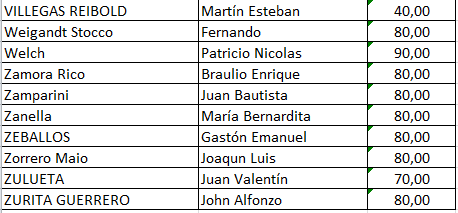 VILLEGAS REIBOLD Martín Esteban 40,00
Weigandt Stocco Fernando 80,00
Welch Patricio Nicolas 90,00
Zamora Rico Braulio Enrique 80,00
Zamparini Juan Bautista 80,00
Zanella María Bernardita 80,00
ZEBALLOS Gastón Emanuel 80,00
Zorrero Maio Joaqun Luis 80,00
ZULUETA Juan Valentín 70,00
ZURITA GUERRERO John Alfonzo 80,00